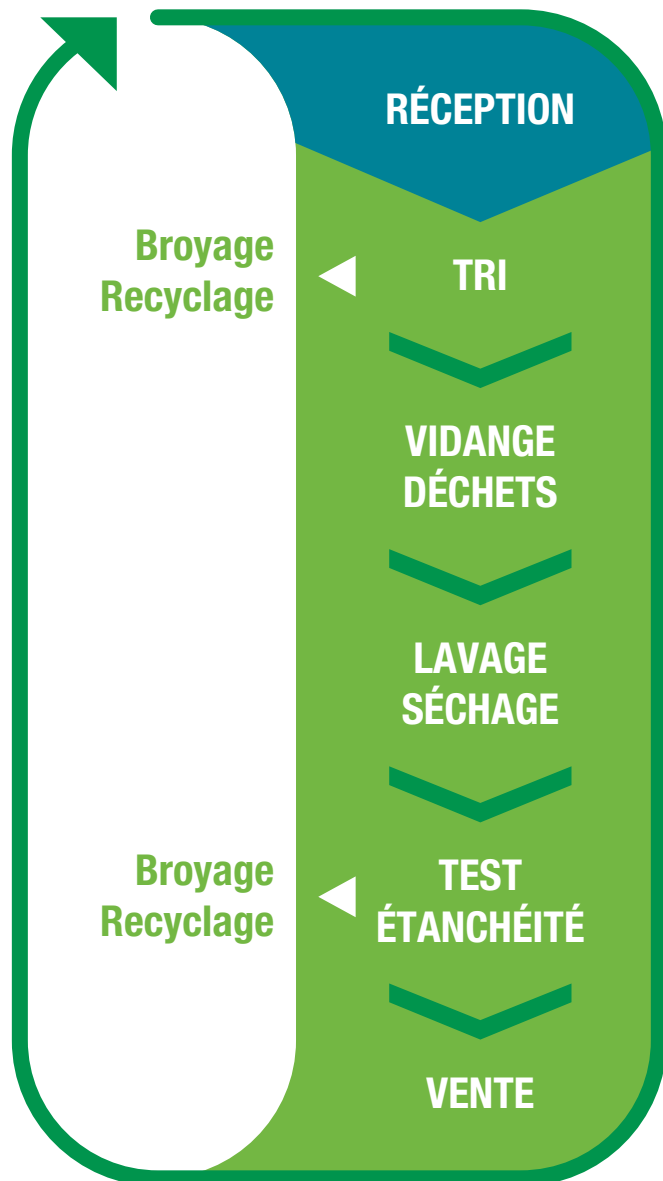 RÉCEPTION
Broyage
Recyclage
TRI
VIDANGE
DÉCHETS
LAVAGE
SÉCHAGE
Broyage
Recyclage
TEST
ÉTANCHÉITÉ
VENTE